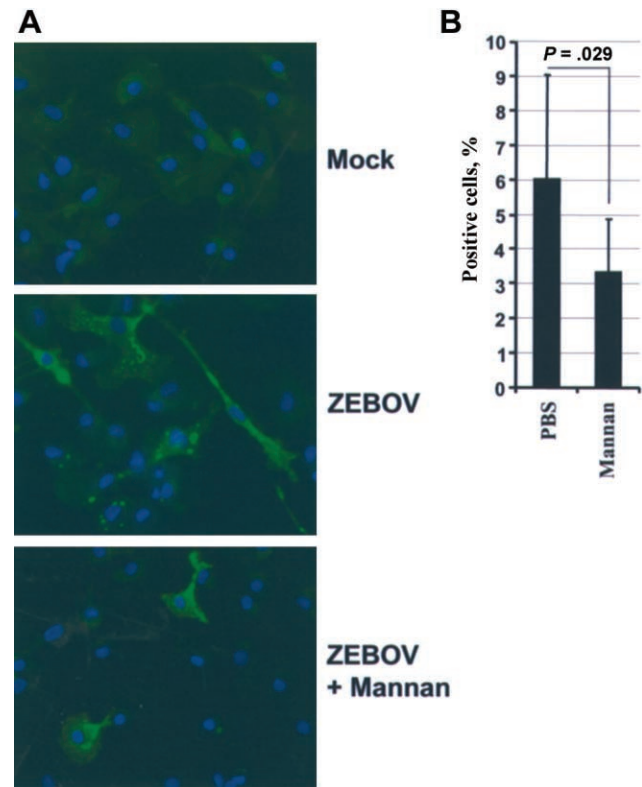 A
Mock
ZEBOV
ZEBOV
+ Mannan
B
P = .029
Positive cells, %
10
9
8
7
6
5
4
3
2
1
0
PBS
Mannan